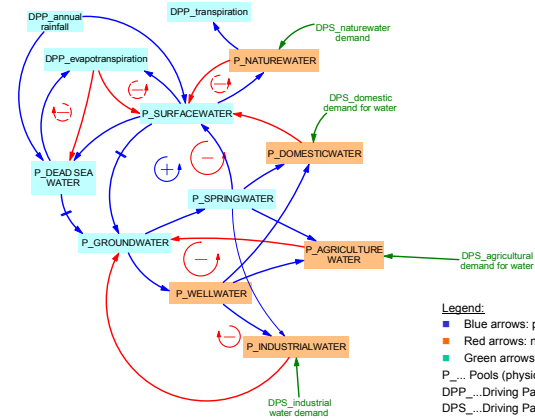 DPP_annual
rainfall
DPP_transpiration
DPS_naturewater
demand
DPP_evapotranspiration
P_NATUREWATER
P_SURFACEWATER
DPS_domestic
demand for water
P_DOMESTICWATER
P_DEAD SEA
WATER
P_SPRINGWATER
P_GROUNDWATER
P_AGRICULTURE
WATER
DPS_agricultural
demand for water
P_WELLWATER
P_INDUSTRIALWATER
DPS_industrial
water demand
Legend:
Blue arrows: p
Red arrows: n
Green arrows
P_... Pools (physic
DPP_...Driving Pa
DPS_...Driving Pa